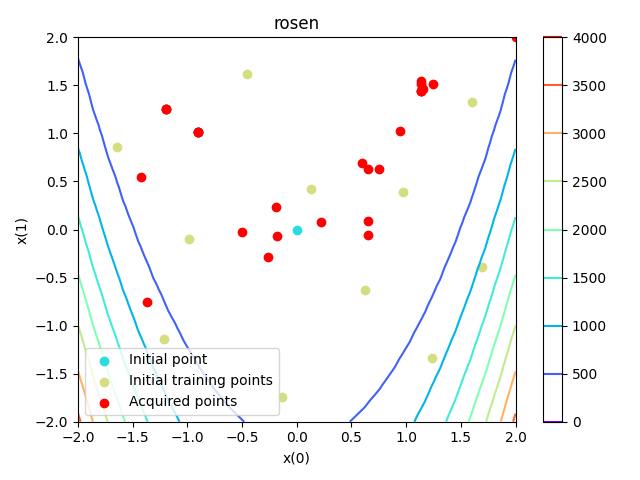 rosen
2.0
1.5
1.0
0.5
0.0
−0.5
−1.0
−1.5
−2.0
x(1)
−2.0 −1.5 −1.0 −0.5 0.0 0.5 1.0 1.5 2.0
x(0)
Initial point
Initial training points
Acquired points
4000
3500
3000
2500
2000
1500
1000
500
0